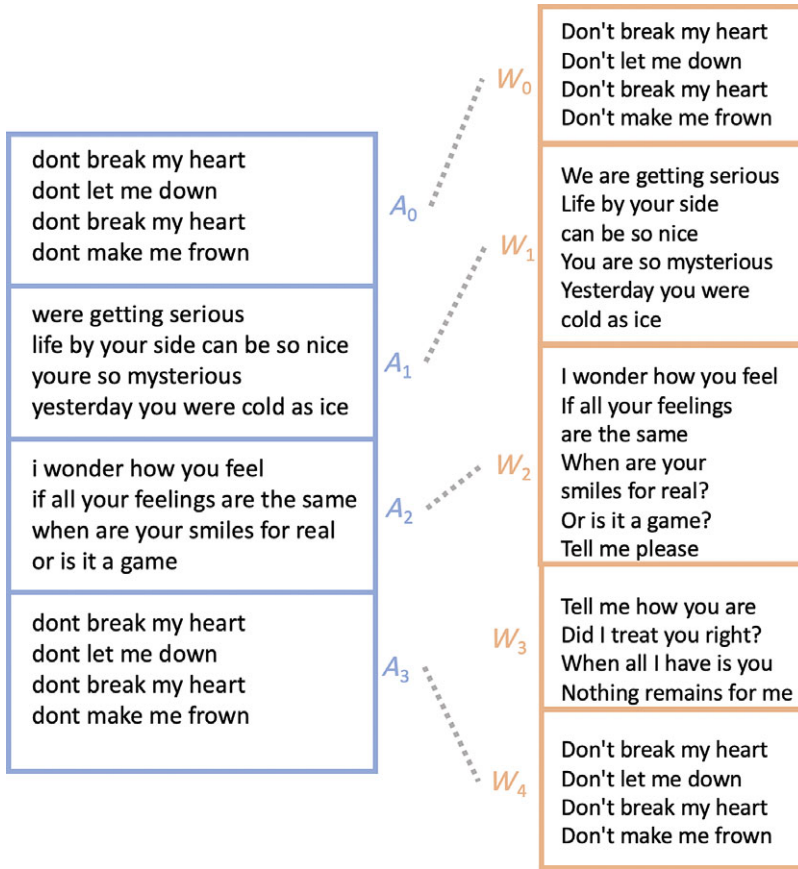 dont break my heart
dont let me down
dont break my heart
dont make me frown
A0
were getting serious
life by your side can be so nice
youre so mysterious
yesterday you were cold as ice
A1
i wonder how you feel
if all your feelings are the same
when are your smiles for real
or is it a game
A2
dont break my heart
dont let me down
dont break my heart
dont make me frown
A3
W0
Don't break my heart
Don't let me down
Don't break my heart
Don't make me frown
W1
We are getting serious
Life by your side
can be so nice
You are so mysterious
Yesterday you were
cold as ice
W2
I wonder how you feel
If all your feelings
are the same
When are your
smiles for real?
Or is it a game?
Tell me please
W3
Tell me how you are
Did I treat you right?
When all I have is you
Nothing remains for me
W4
Don't break my heart
Don't let me down
Don't break my heart
Don't make me frown